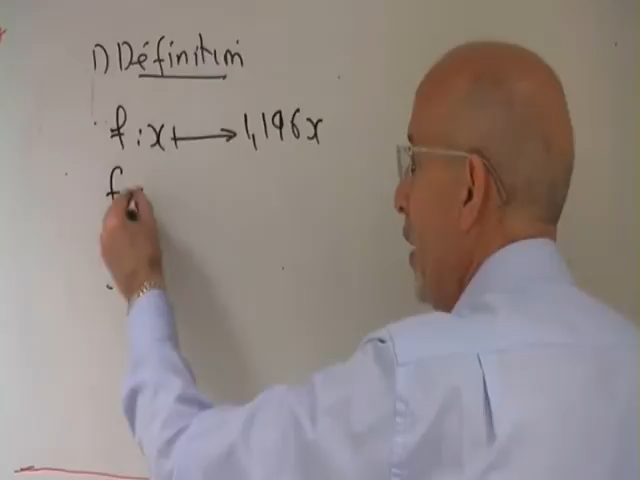 1) Définition
f : x ⟼ 1,196x
f